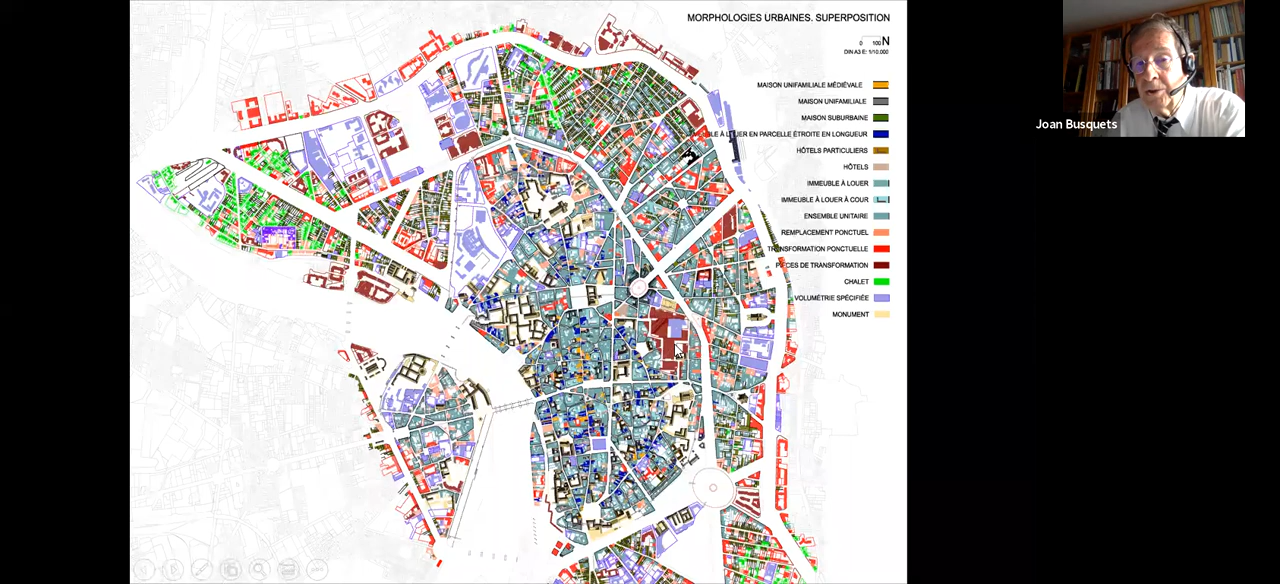 MORPHOLOGIES URBAINES. SUPERPOSITION
0 100 N
DIN A3 E: 1/10.000
MAISON UNIFAMILIALE MÉDIÉVALE
MAISON UNIFAMILIALE
MAISON SUBURBAINE
À LOUER EN PARCELLE ÉTROITE EN LONGUEUR
HÔTELS PARTICULIERS
HÔTELS
IMMEUBLE À LOUER
IMMEUBLE À LOUER À COUR
ENSEMBLE UNITAIRE
REMPLACEMENT PONCTUEL
TRANSFORMATION PONCTUELLE
PIÈCES DE TRANSFORMATION
CHALET
VOLUMÉTRIE SPÉCIFIÉE
MONUMENT
Joan Busquets